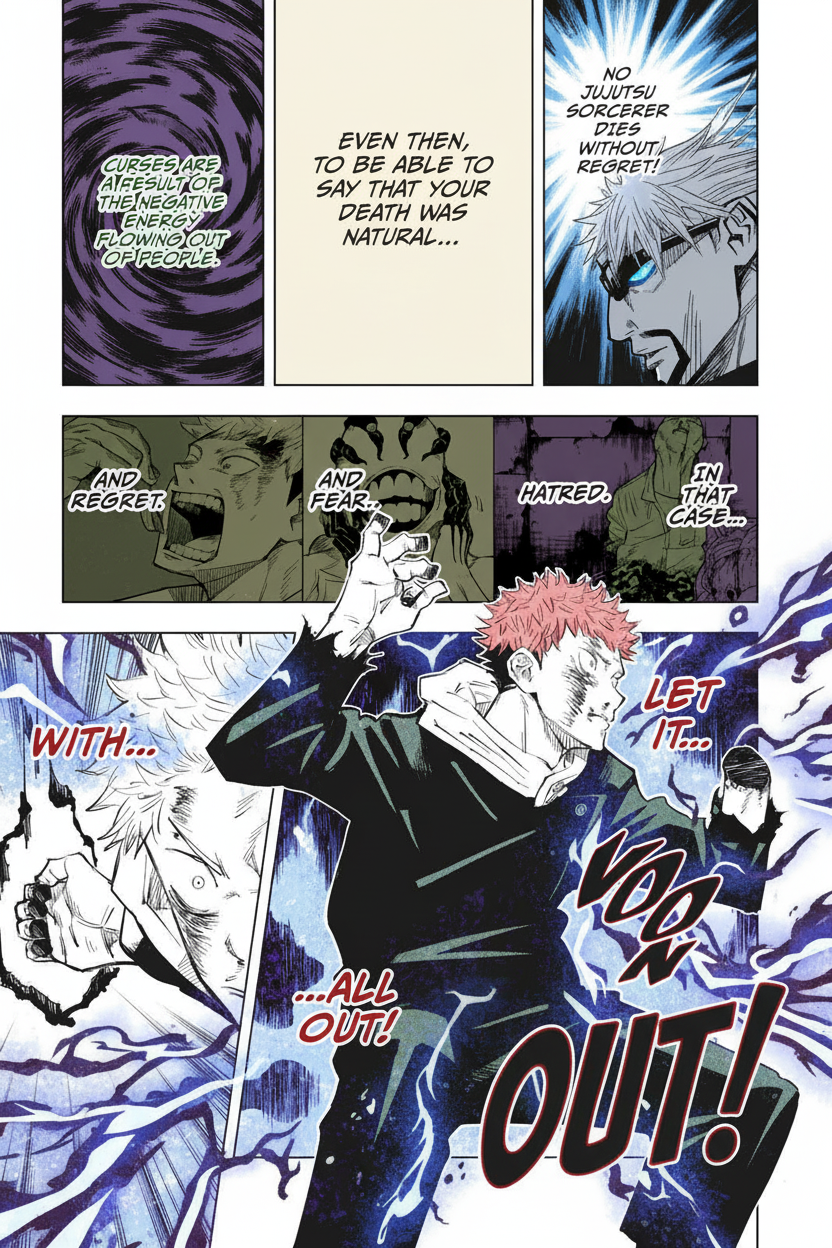 NO
JUJUTSU
SORCERER
DIES
WITHOUT
REGRET!
EVEN THEN,
TO BE ABLE TO
SAY THAT YOUR
DEATH WAS
NATURAL...
CURSES ARE
A RESULT OF
THE NEGATIVE
ENERGY
FLOWING OUT
OF PEOPLE.
IN
THAT
CASE...
HATRED.
AND
FEAR..
AND
REGRET.
LET
IT...
VOON
OUT!
...ALL
OUT!
WITH...